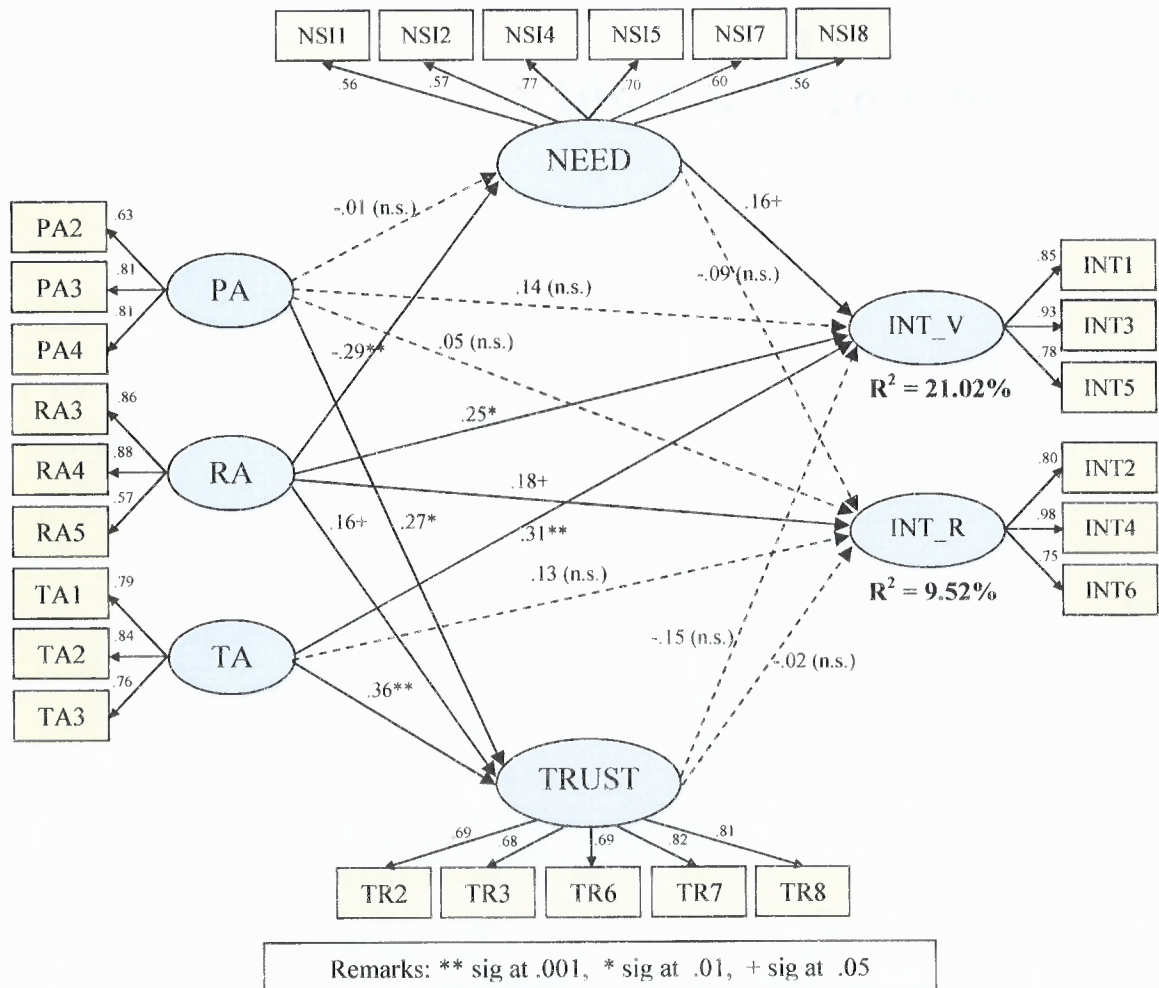 NSI1 NSI2 NSI4 NSI5 NSI7 NSI8
.56 .57 .77 .70 .60 .56
NEED
-.01 (n.s.)
.16+
PA2 .63
PA3 .81
PA4 .81
PA
.14 (n.s.)
-.09 (n.s.)
.05 (n.s.)
-.29**
INT_V
R² = 21.02%
.85 INT1
.93 INT3
.78 INT5
RA3 .86
RA4 .88
RA5 .57
RA
.25*
.18+
.16+ .27*
.31**
.13 (n.s.)
INT_R
R² = 9.52%
.80 INT2
.98 INT4
.75 INT6
TA1 .79
TA2 .84
TA3 .76
TA
.36**
-.15 (n.s.)
-.02 (n.s.)
TRUST
.69 .68 .69 .82 .81
TR2 TR3 TR6 TR7 TR8
Remarks: ** sig at .001, * sig at .01, + sig at .05